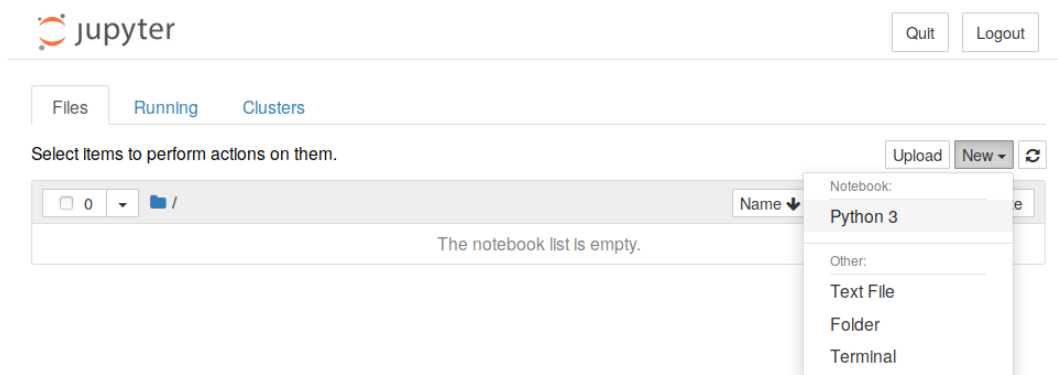 jupyter
Quit Logout
Files Running Clusters
Select items to perform actions on them.
Upload New
0 / Name
Notebook:
Python 3
The notebook list is empty.
Other:
Text File
Folder
Terminal